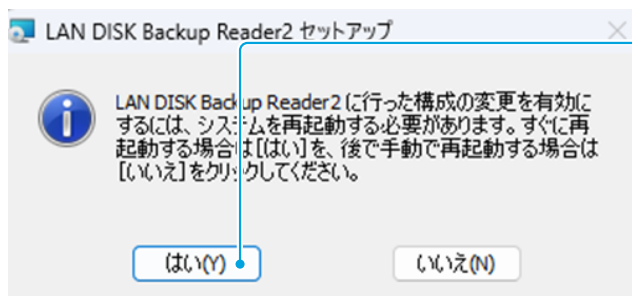 LAN DISK Backup Reader2 セットアップ
LAN DISK Backup Reader2 に行った構成の変更を有効に
するには、システムを再起動する必要があります。すぐに再
起動する場合は[はい]を、後で手動で再起動する場合は
[いいえ]をクリックしてください。
はい(Y)
いいえ(N)